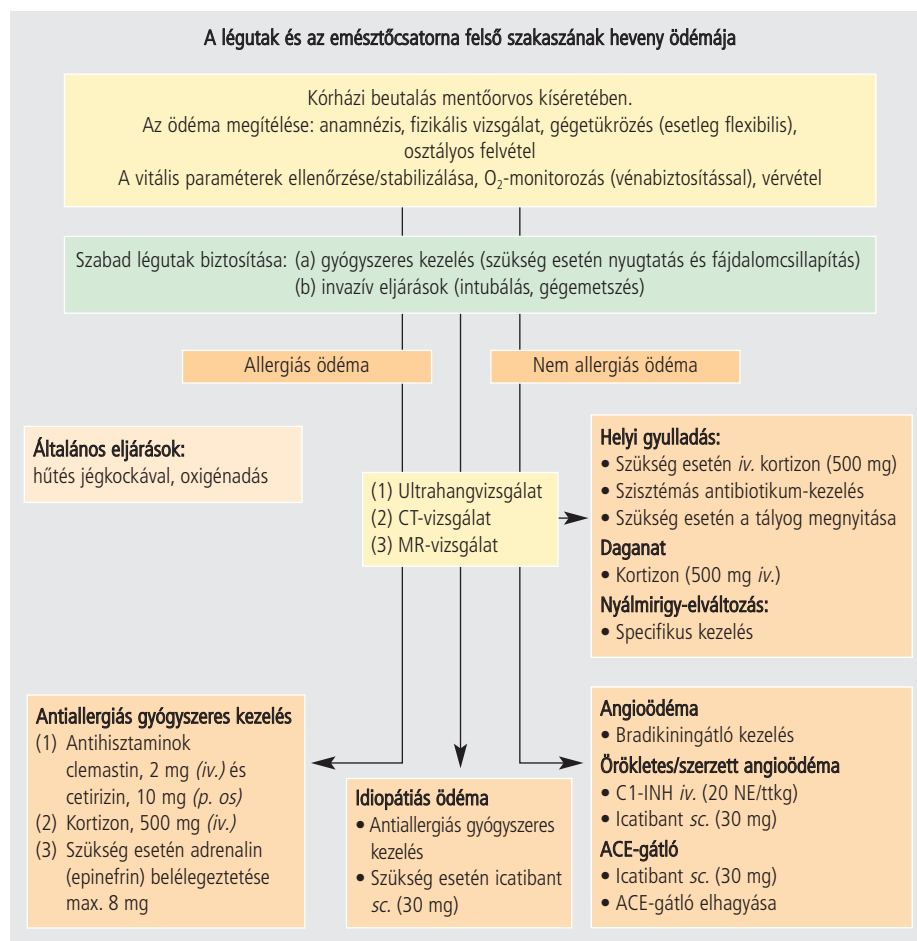 A légutak és az emésztőcsatorna felső szakaszának heveny ödémája
Kórházi beutalás mentőorvos kíséretében.
Az ödéma megítélése: anamnézis, fizikális vizsgálat, gégetükrözés (esetleg flexibilis),
osztályos felvétel
A vitális paraméterek ellenőrzése/stabilizálása, O₂-monitorozás (vénabiztosítással), vérvétel
Szabad légutak biztosítása: (a) gyógyszeres kezelés (szükség esetén nyugtatás és fájdalomcsillapítás)
(b) invazív eljárások (intubálás, gégemetszés)
Allergiás ödéma
Nem allergiás ödéma
Általános eljárások:
hűtés jégkockával, oxigénadás
(1) Ultrahangvizsgálat
(2) CT-vizsgálat
(3) MR-vizsgálat
Helyi gyulladás:
• Szükség esetén iv. kortizon (500 mg)
• Szisztémás antibiotikum-kezelés
• Szükség esetén a tályog megnyitása
Daganat
• Kortizon (500 mg iv.)
Nyálmirigy-elváltozás:
• Specifikus kezelés
Antiallergiás gyógyszeres kezelés
(1) Antihisztaminok
clemastin, 2 mg (iv.) és
cetirizin, 10 mg (p. os)
(2) Kortizon, 500 mg (iv.)
(3) Szükség esetén adrenalin
(epinefrin) belélegeztetése
max. 8 mg
Idiopátiás ödéma
• Antiallergiás gyógyszeres
kezelés
• Szükség esetén icatibant
sc. (30 mg)
Angioödéma
• Bradikiningátló kezelés
Örökletes/szerzett angioödéma
• C1-INH iv. (20 NE/ttkg)
• Icatibant sc. (30 mg)
ACE-gátló
• Icatibant sc. (30 mg)
• ACE-gátló elhagyása